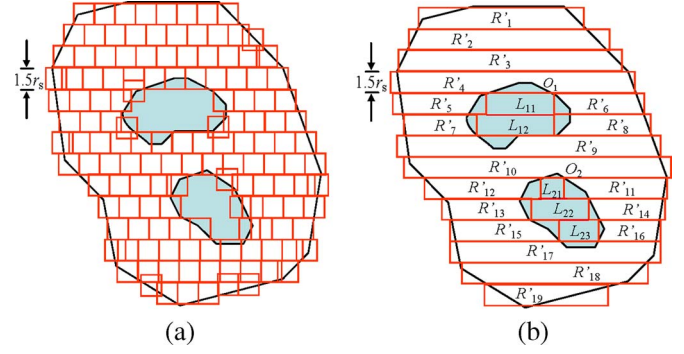 1.5rs
(a)
R'1
R'2
R'3
1.5rs
R'4 O1
R'5 L11 R'6
R'7 L12 R'8
R'9
R'10 O2
R'12 L21 R'11
R'13 L22 R'14
R'15 L23 R'16
R'17
R'18
R'19
(b)